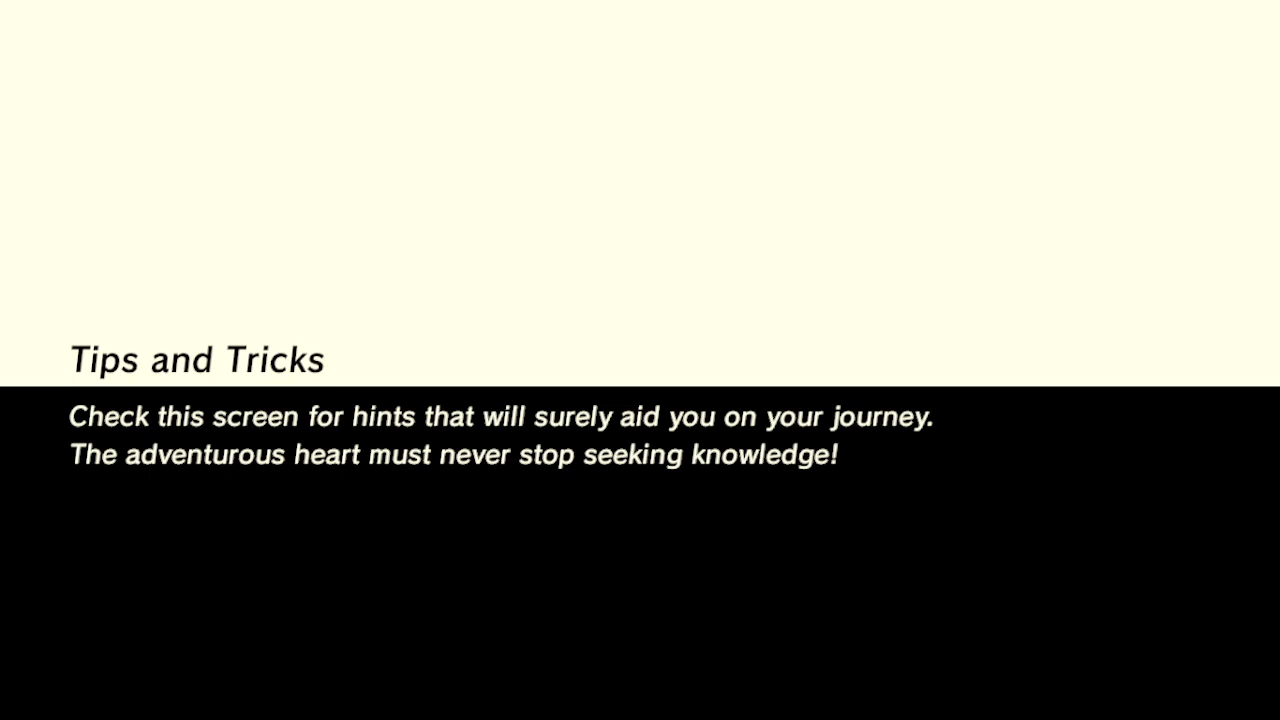 Tips and Tricks
Check this screen for hints that will surely aid you on your journey.
The adventurous heart must never stop seeking knowledge!